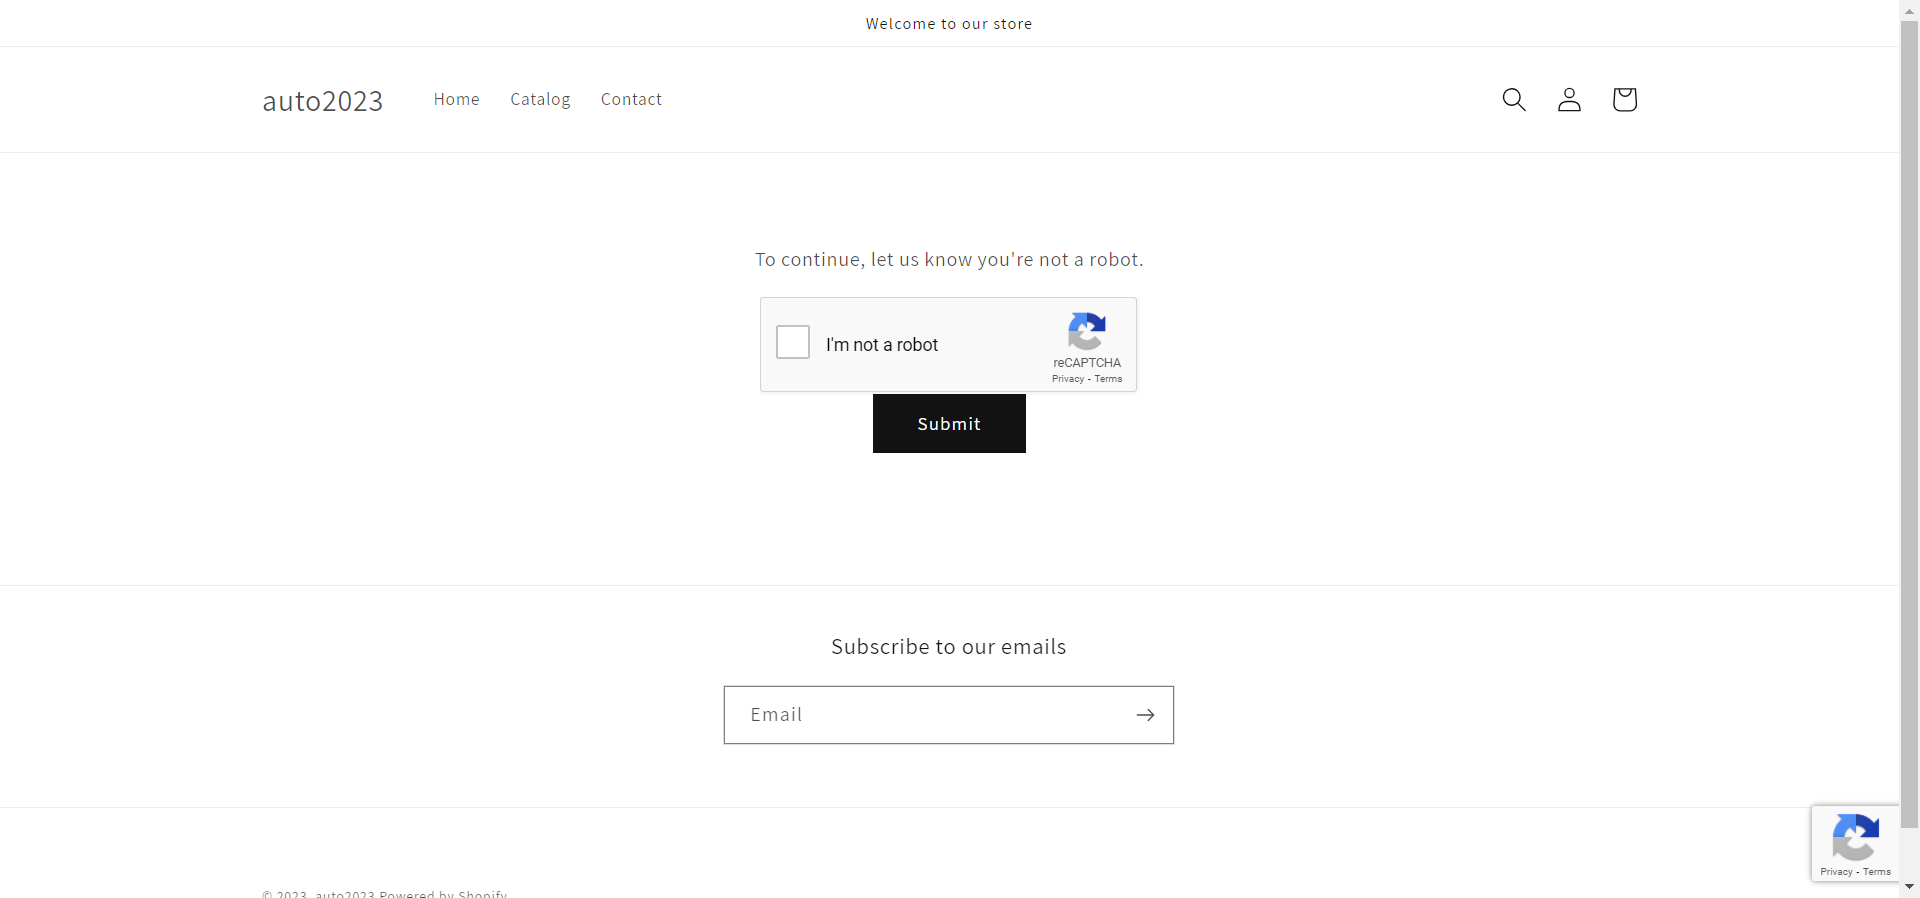 Welcome to our store
auto2023
Home
Catalog
Contact
To continue, let us know you're not a robot.
I'm not a robot
reCAPTCHA
Privacy - Terms
Submit
Subscribe to our emails
Email
Privacy - Terms
© 2023, auto2023 Powered by Shopify